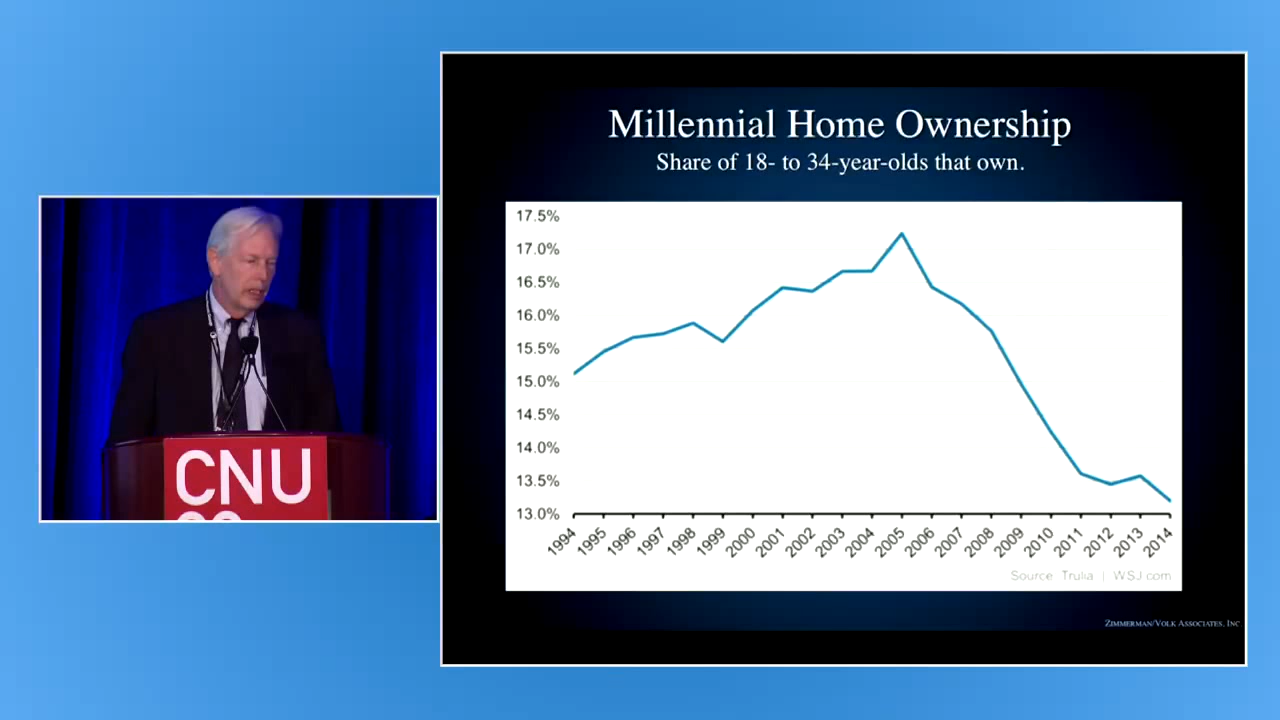 Millennial Home Ownership
Share of 18- to 34-year-olds that own.
17.5%
17.0%
16.5%
16.0%
15.5%
15.0%
14.5%
14.0%
13.5%
13.0%
1994 1995 1996 1997 1998 1999 2000 2001 2002 2003 2004 2005 2006 2007 2008 2009 2010 2011 2012 2013 2014
Source Trulia | WSJ.com
ZIMMERMAN/VOLK ASSOCIATES, INC
CNU